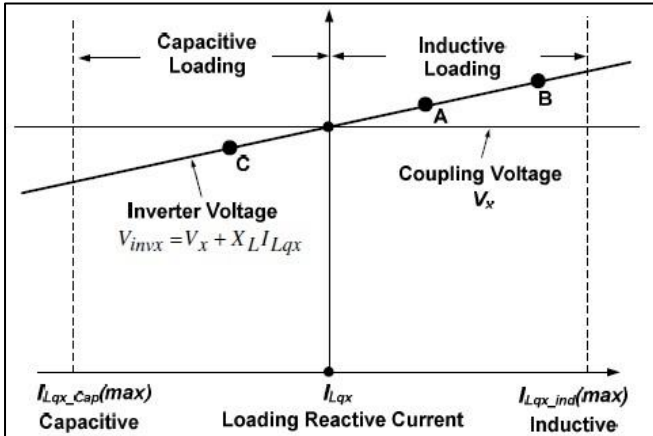 Capacitive
Loading
Inductive
Loading
A
B
C
Coupling Voltage
Vx
Inverter Voltage
Vinvx = Vx + XL ILqx
ILqx_Cap(max)
Capacitive
ILqx
Loading Reactive Current
ILqx_ind(max)
Inductive